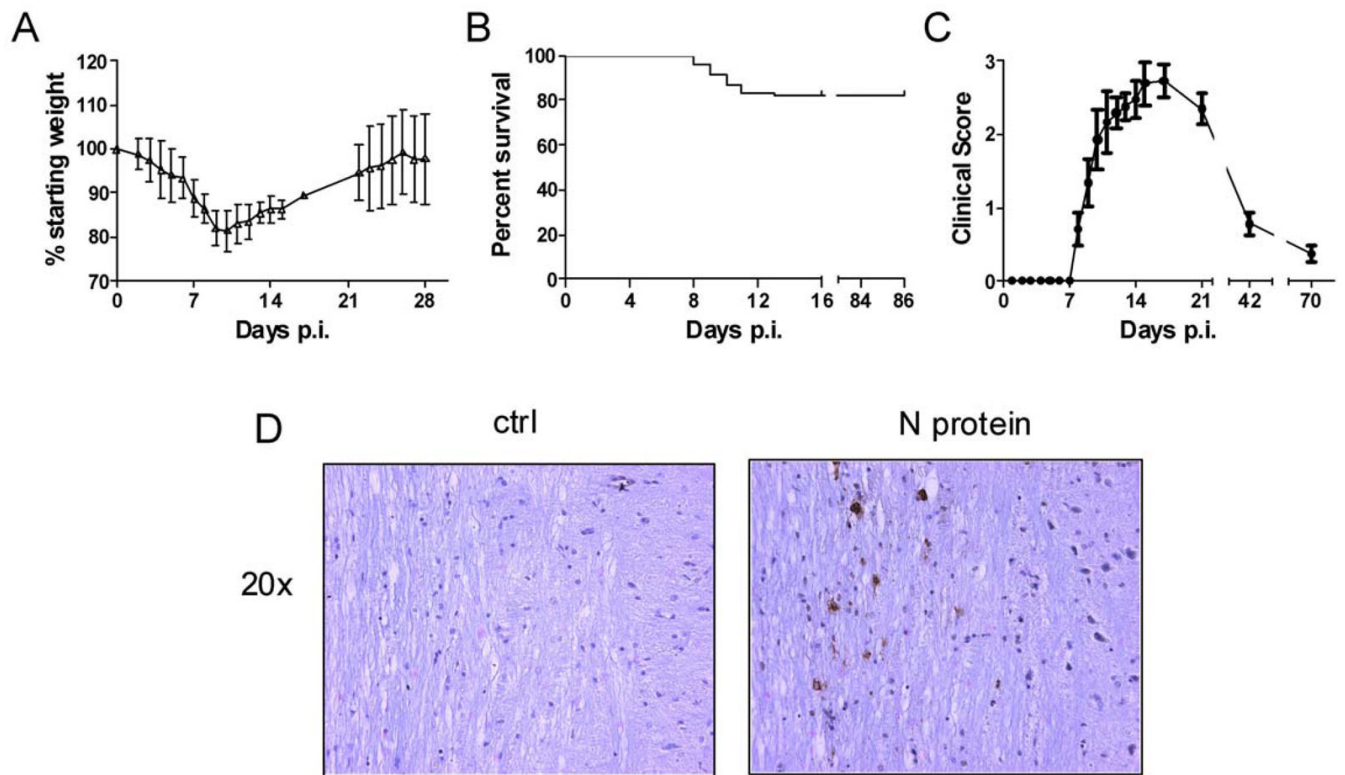 A
% starting weight
120
110
100
90
80
70
0 7 14 21 28
Days p.i.
B
Percent survival
100
80
60
40
20
0
0 4 8 12 16 84 86
Days p.i.
C
Clinical Score
3
2
1
0
0 7 14 21 42 70
Days p.i.
D
ctrl
N protein
20x